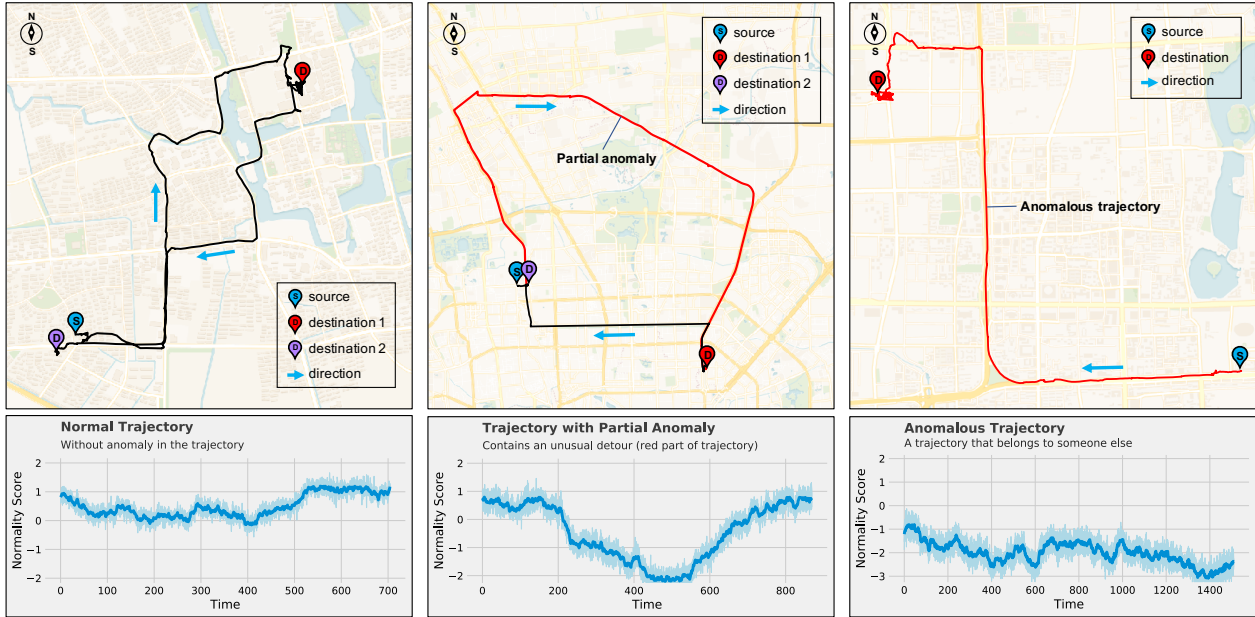 N
S
D
S
D
S source
D destination 1
D destination 2
direction
Normal Trajectory
Without anomaly in the trajectory
Normality Score
2
1
0
−1
−2
0 100 200 300 400 500 600 700
Time
N
S
S source
D destination 1
D destination 2
direction
Partial anomaly
S D
D
Trajectory with Partial Anomaly
Contains an unusual detour (red part of trajectory)
Normality Score
2
1
0
−1
−2
0 200 400 600 800
Time
N
S
S source
D destination
direction
D
Anomalous trajectory
S
Anomalous Trajectory
A trajectory that belongs to someone else
Normality Score
2
1
0
−1
−2
−3
0 200 400 600 800 1000 1200 1400
Time